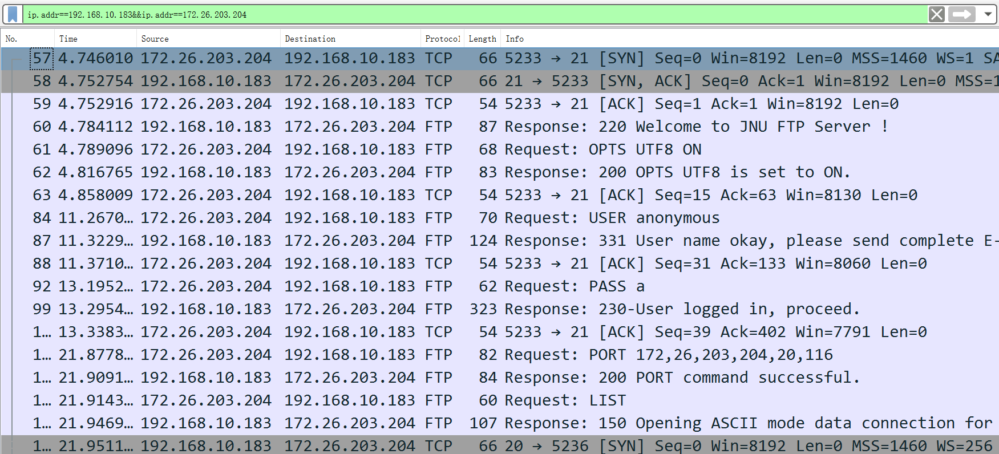 ip.addr==192.168.10.183&&ip.addr==172.26.203.204
No. Time Source Destination Protocol Length Info
57 4.746010 172.26.203.204 192.168.10.183 TCP 66 5233 → 21 [SYN] Seq=0 Win=8192 Len=0 MSS=1460 WS=1 SA
58 4.752754 192.168.10.183 172.26.203.204 TCP 66 21 → 5233 [SYN, ACK] Seq=0 Ack=1 Win=8192 Len=0 MSS=1
59 4.752916 172.26.203.204 192.168.10.183 TCP 54 5233 → 21 [ACK] Seq=1 Ack=1 Win=8192 Len=0
60 4.784112 192.168.10.183 172.26.203.204 FTP 87 Response: 220 Welcome to JNU FTP Server !
61 4.789096 172.26.203.204 192.168.10.183 FTP 68 Request: OPTS UTF8 ON
62 4.816765 192.168.10.183 172.26.203.204 FTP 83 Response: 200 OPTS UTF8 is set to ON.
63 4.858009 172.26.203.204 192.168.10.183 TCP 54 5233 → 21 [ACK] Seq=15 Ack=63 Win=8130 Len=0
84 11.2670… 172.26.203.204 192.168.10.183 FTP 70 Request: USER anonymous
87 11.3229… 192.168.10.183 172.26.203.204 FTP 124 Response: 331 User name okay, please send complete E-
88 11.3710… 172.26.203.204 192.168.10.183 TCP 54 5233 → 21 [ACK] Seq=31 Ack=133 Win=8060 Len=0
92 13.1952… 172.26.203.204 192.168.10.183 FTP 62 Request: PASS a
99 13.2954… 192.168.10.183 172.26.203.204 FTP 323 Response: 230-User logged in, proceed.
1… 13.3383… 172.26.203.204 192.168.10.183 TCP 54 5233 → 21 [ACK] Seq=39 Ack=402 Win=7791 Len=0
1… 21.8778… 172.26.203.204 192.168.10.183 FTP 82 Request: PORT 172,26,203,204,20,116
1… 21.9091… 192.168.10.183 172.26.203.204 FTP 84 Response: 200 PORT command successful.
1… 21.9143… 172.26.203.204 192.168.10.183 FTP 60 Request: LIST
1… 21.9469… 192.168.10.183 172.26.203.204 FTP 107 Response: 150 Opening ASCII mode data connection for
1… 21.9511… 192.168.10.183 172.26.203.204 TCP 66 20 → 5236 [SYN] Seq=0 Win=8192 Len=0 MSS=1460 WS=256